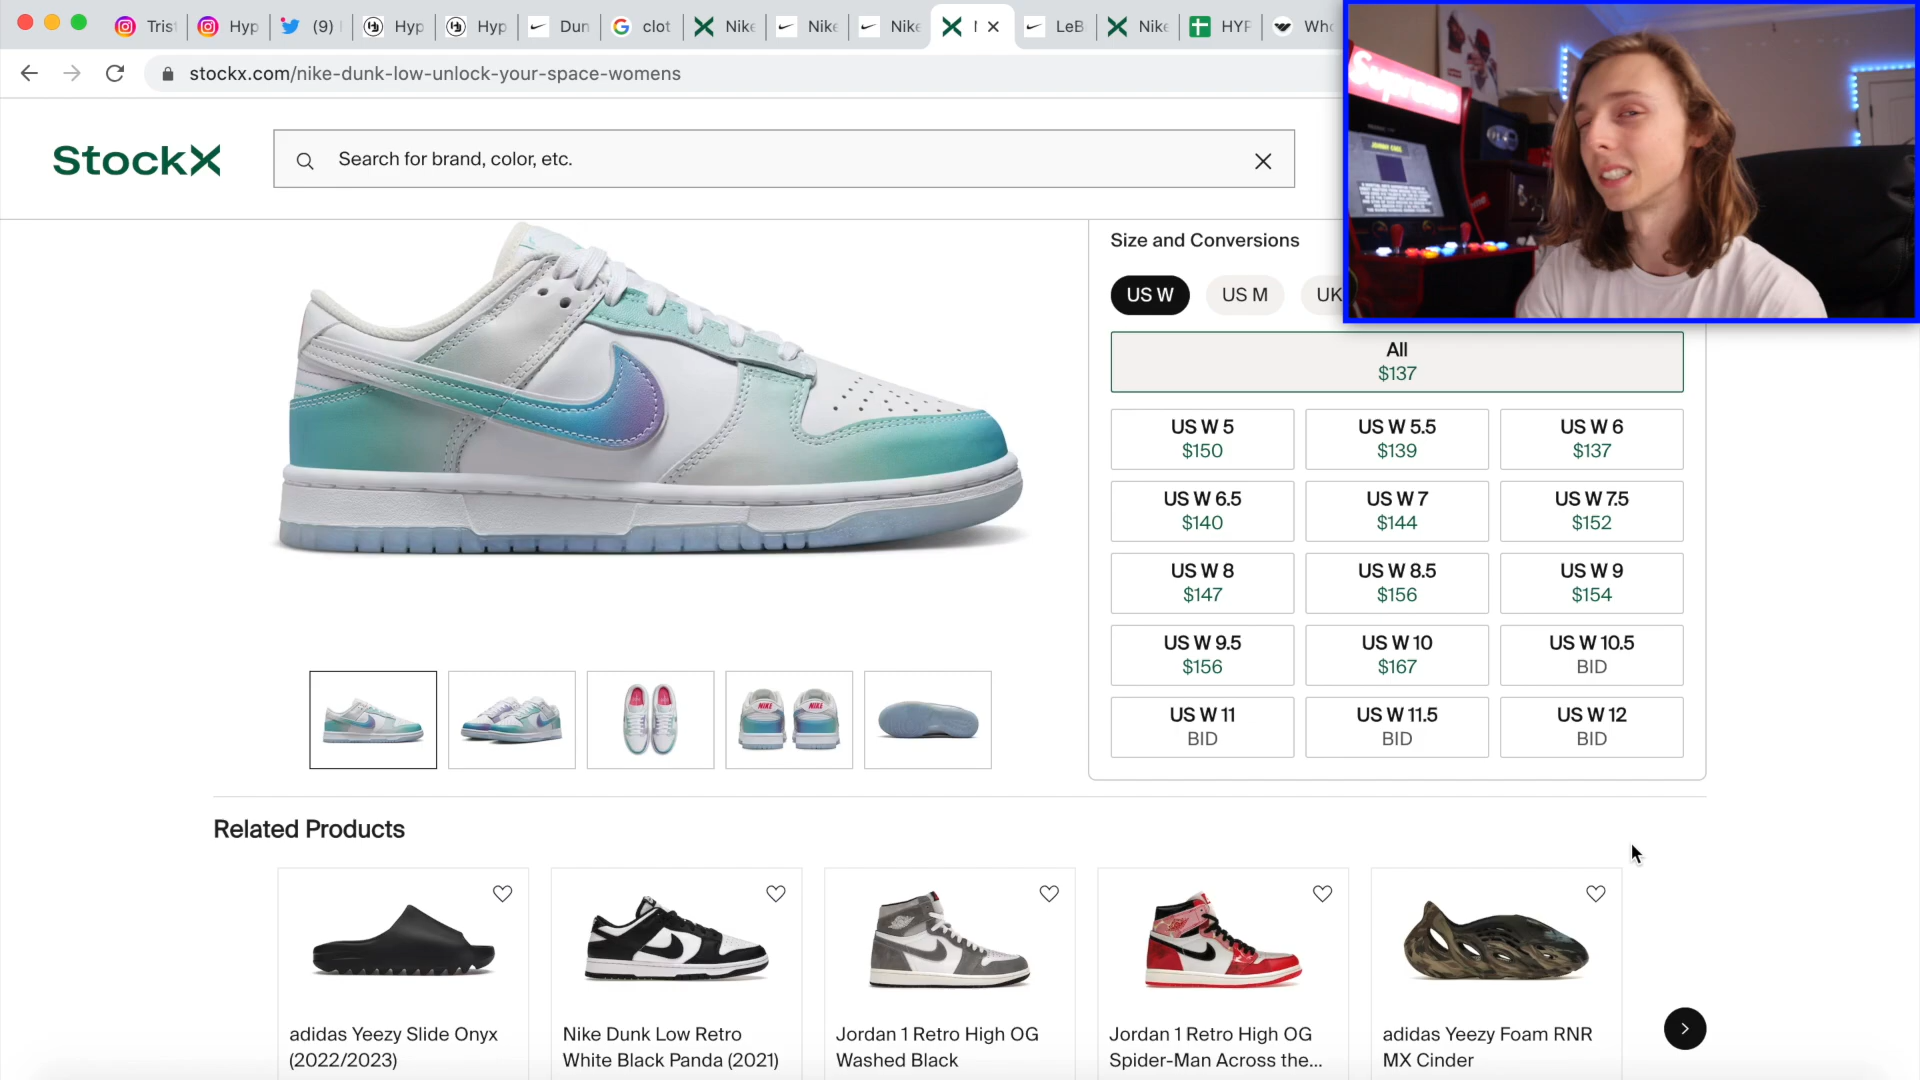 Trist
Hyp
(9)
Hyp
Hyp
Dun
clot
Nike
Nike
Nike
LeB
Nike
HYP
Who
stockx.com/nike-dunk-low-unlock-your-space-womens
StockX
Search for brand, color, etc.
Supreme
Size and Conversions
US W
US M
UK
All
$137
US W 5
$150
US W 5.5
$139
US W 6
$137
US W 6.5
$140
US W 7
$144
US W 7.5
$152
US W 8
$147
US W 8.5
$156
US W 9
$154
US W 9.5
$156
US W 10
$167
US W 10.5
BID
US W 11
BID
US W 11.5
BID
US W 12
BID
NIKE
NIKE
Related Products
adidas Yeezy Slide Onyx
(2022/2023)
Nike Dunk Low Retro
White Black Panda (2021)
Jordan 1 Retro High OG
Washed Black
Jordan 1 Retro High OG
Spider-Man Across the...
adidas Yeezy Foam RNR
MX Cinder